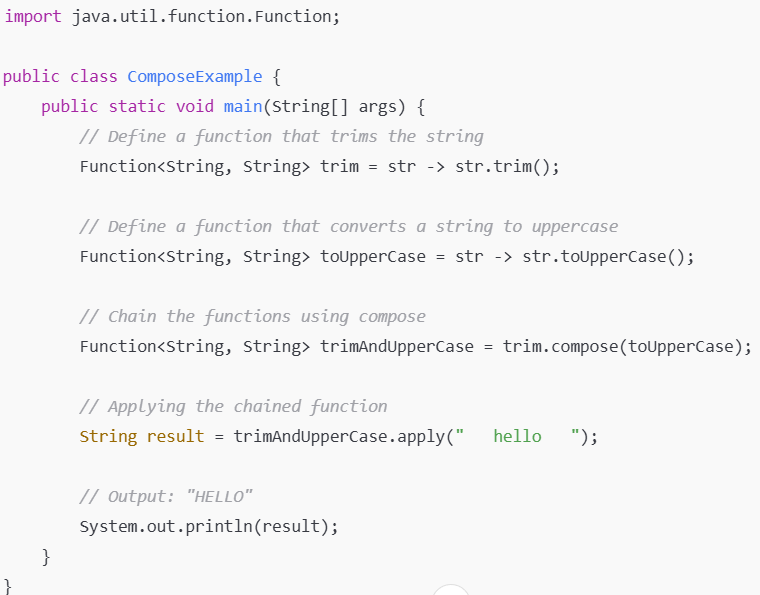 import java.util.function.Function;
public class ComposeExample {
    public static void main(String[] args) {
        // Define a function that trims the string
        Function<String, String> trim = str -> str.trim();
        // Define a function that converts a string to uppercase
        Function<String, String> toUpperCase = str -> str.toUpperCase();
        // Chain the functions using compose
        Function<String, String> trimAndUpperCase = trim.compose(toUpperCase);
        // Applying the chained function
        String result = trimAndUpperCase.apply("   hello   ");
        // Output: "HELLO"
        System.out.println(result);
    }
}